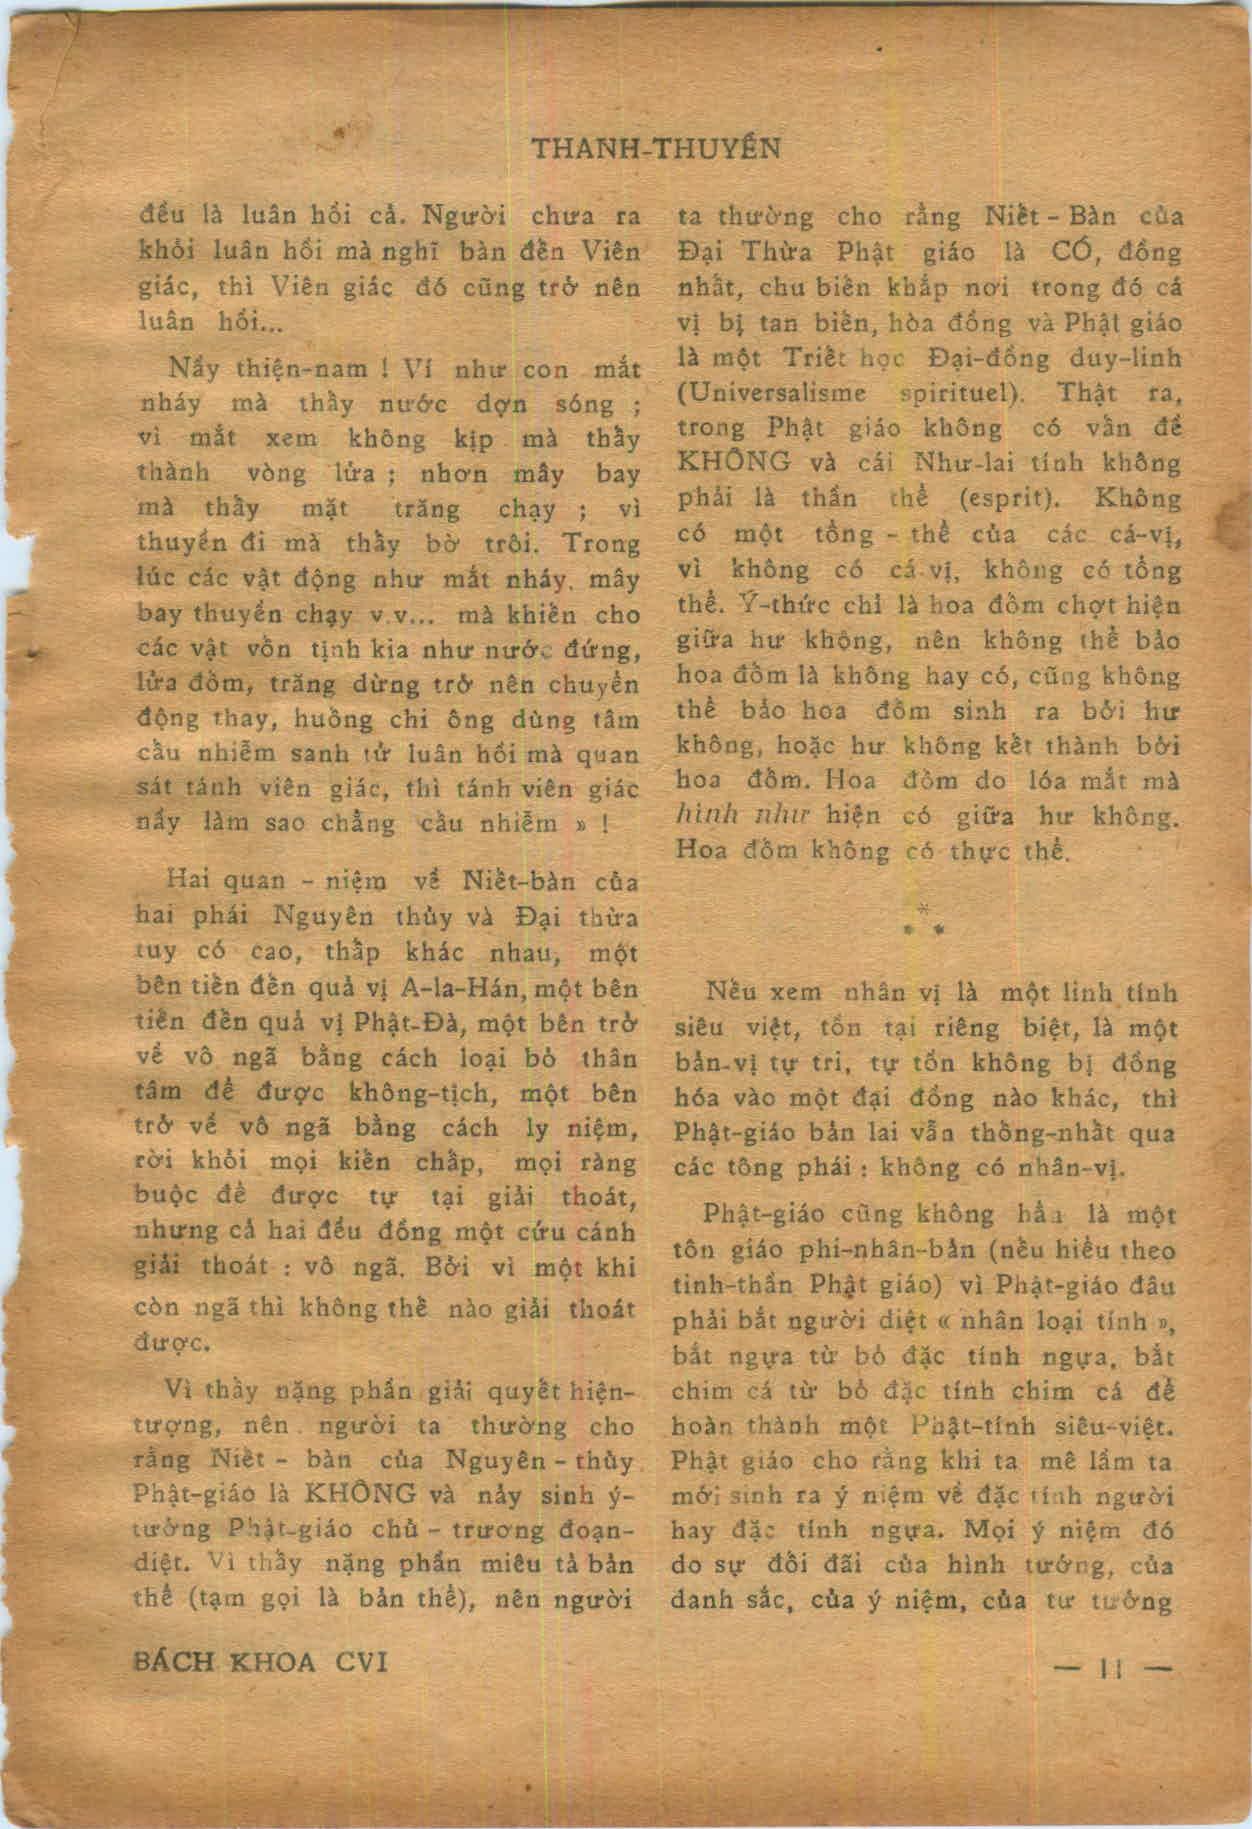 THANH-THUYỀN
đều là luân hồi cả. Người chưa ra
khỏi luân hồi mà nghĩ bàn đến Viên
giác, thì Viên giác đó cũng trở nên
luân hồi...
Nầy thiện-nam ! Ví như con mắt
nháy mà thấy nước dợn sóng ;
vì mắt xem không kịp mà thấy
thành vòng lửa ; nhơn mây bay
mà thấy mặt trăng chạy ; vì
thuyền đi mà thấy bờ trôi. Trong
lúc các vật động như mắt nháy, mây
bay thuyền chạy v.v... mà khiến cho
các vật vốn tịnh kia như nước đứng,
lửa đốm, trăng dừng trở nên chuyển
động thay, huống chi ông dùng tâm
cầu nhiễm sanh tử luân hồi mà quan
sát tánh viên giác, thì tánh viên giác
nầy làm sao chẳng cầu nhiễm » !
Hai quan - niệm về Niết-bàn của
hai phái Nguyên thủy và Đại thừa
tuy có cao, thấp khác nhau, một
bên tiến đến quả vị A-la-Hán, một bên
tiến đến quả vị Phật-Đà, một bên trở
về vô ngã bằng cách loại bỏ thân
tâm để được không-tịch, một bên
trở về vô ngã bằng cách ly niệm,
rời khỏi mọi kiến chấp, mọi ràng
buộc để được tự tại giải thoát,
nhưng cả hai đều đồng một cứu cánh
giải thoát : vô ngã. Bởi vì một khi
còn ngã thì không thể nào giải thoát
được.
Vì thấy nặng phần giải quyết hiện-
tượng, nên người ta thường cho
rằng Niết - bàn của Nguyên - thủy
Phật-giáo là KHÔNG và nảy sinh ý-
tưởng Phật-giáo chủ - trương đoạn-
diệt. Vì thấy nặng phần miêu tả bản
thể (tạm gọi là bản thể), nên người
ta thường cho rằng Niết - Bàn của
Đại Thừa Phật giáo là CÓ, đồng
nhất, chu biến khắp nơi trong đó cá
vị bị tan biến, hòa đồng và Phật giáo
là một Triết học Đại-đồng duy-linh
(Universalisme spirituel). Thật ra,
trong Phật giáo không có vấn đề
KHÔNG và cái Như-lai tính không
phải là thần thể (esprit). Không
có một tổng - thể của các cá-vị,
vì không có cá-vị, không có tổng
thể. Ý-thức chỉ là hoa đốm chợt hiện
giữa hư không, nên không thể bảo
hoa đốm là không hay có, cũng không
thể bảo hoa đốm sinh ra bởi hư
không, hoặc hư không kết thành bởi
hoa đốm. Hoa đốm do lóa mắt mà
hình như hiện có giữa hư không.
Hoa đốm không có thực thể.
*
* *
Nếu xem nhân vị là một linh tính
siêu việt, tồn tại riêng biệt, là một
bản-vị tự tri, tự tồn không bị đồng
hóa vào một đại đồng nào khác, thì
Phật-giáo bản lai vẫn thống-nhất qua
các tông phái : không có nhân-vị.
Phật-giáo cũng không hẳn là một
tôn giáo phi-nhân-bản (nếu hiểu theo
tinh-thần Phật giáo) vì Phật-giáo đâu
phải bắt người diệt « nhân loại tính »,
bắt ngựa từ bỏ đặc tính ngựa, bắt
chim cá từ bỏ đặc tính chim cá để
hoàn thành một Phật-tính siêu-việt.
Phật giáo cho rằng khi ta mê lầm ta
mới sinh ra ý niệm về đặc tính người
hay đặc tính ngựa. Mọi ý niệm đó
do sự đối đãi của hình tướng, của
danh sắc, của ý niệm, của tư tưởng
BÁCH KHOA CVI
— 11 —